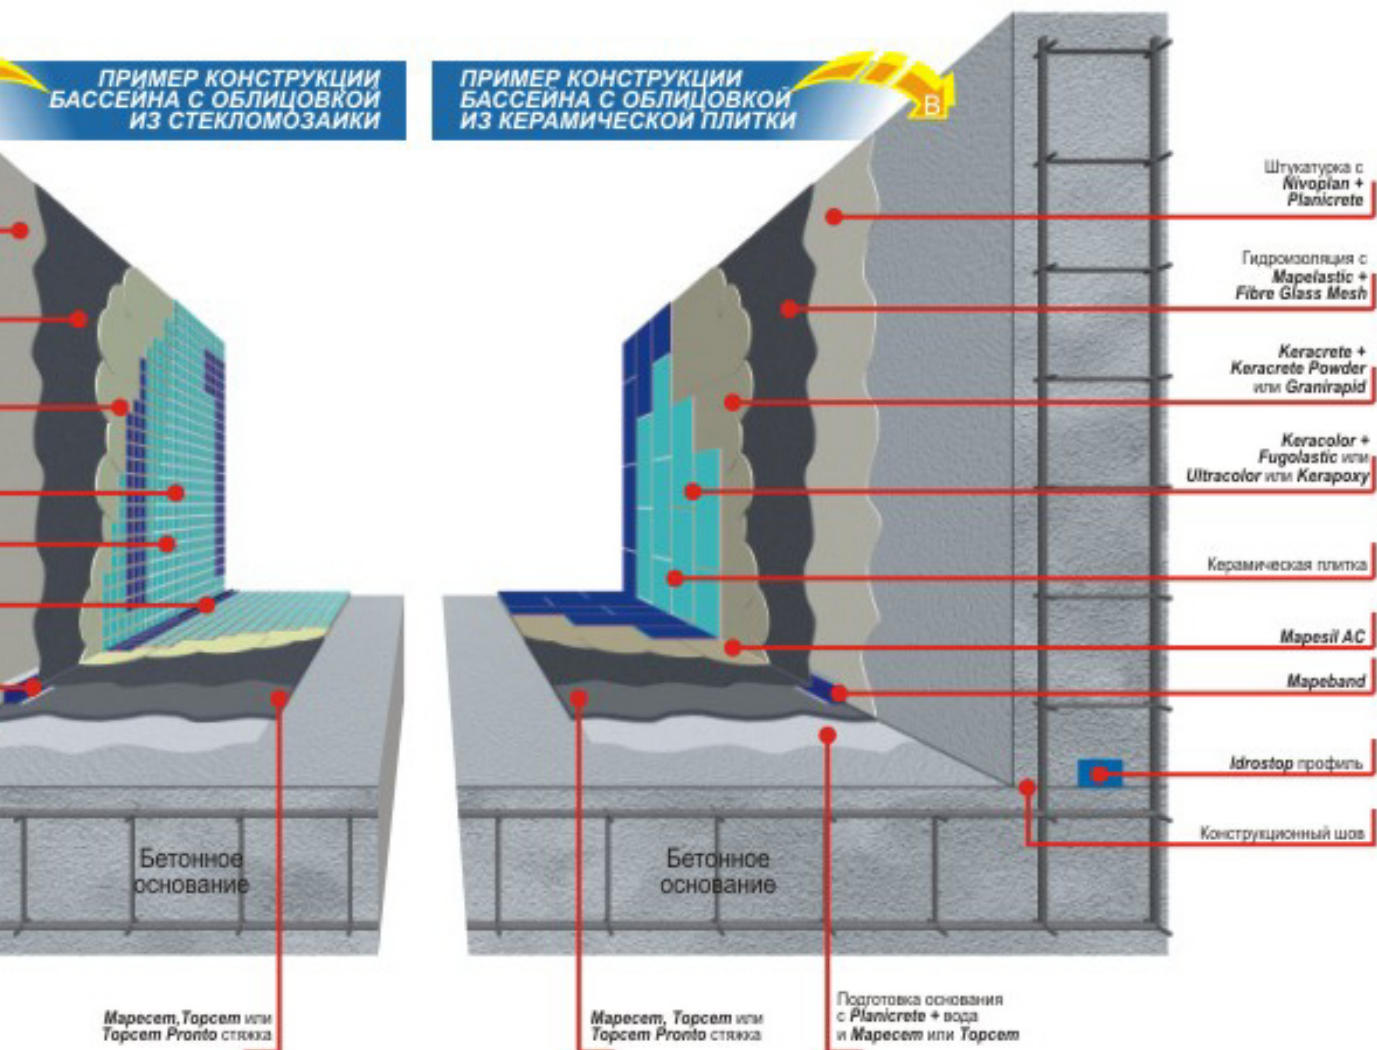 ПРИМЕР КОНСТРУКЦИИ
БАССЕЙНА С ОБЛИЦОВКОЙ
ИЗ СТЕКЛОМОЗАИКИ
ПРИМЕР КОНСТРУКЦИИ
БАССЕЙНА С ОБЛИЦОВКОЙ
ИЗ КЕРАМИЧЕСКОЙ ПЛИТКИ
B
Штукатурка с
Nivoplan +
Planicrete
Гидроизоляция с
Mapelastic +
Fibre Glass Mesh
Keracrete +
Keracrete Powder
или Granirapid
Keracolor +
Fugolastic или
Ultracolor или Kerapoxy
Керамическая плитка
Mapesil AC
Mapeband
Idrostop профиль
Конструкционный шов
Бетонное
основание
Бетонное
основание
Mapecem, Topcem или
Topcem Pronto стяжка
Mapecem, Topcem или
Topcem Pronto стяжка
Подготовка основания
с Planicrete + вода
и Mapecem или Topcem